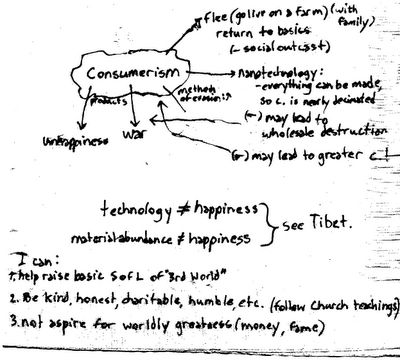 flee (go live on a farm) (with family)
return to basics
(- social outcast)
Consumerism
products
methods of erosion:
nanotechnology:
- everything can be made,
so c. is nearly decimated
(-) may lead to
wholesale destruction
(-) may lead to greater c.!
unhappiness
war
technology ≠ happiness
material abundance ≠ happiness
see Tibet.
I can:
1. help raise basic S of L of "3rd World"
2. Be kind, honest, charitable, humble, etc. (follow Church teachings)
3. not aspire for worldly greatness (money, fame)